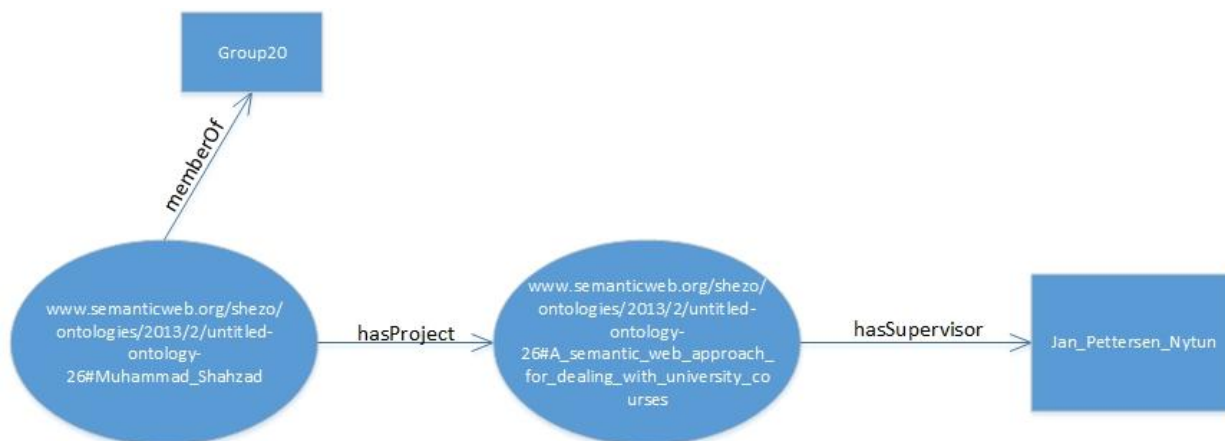 Group20
memberOf
www.semanticweb.org/shezo/
ontologies/2013/2/untitled-
ontology-
26#Muhammad_Shahzad
hasProject
www.semanticweb.org/shezo/
ontologies/2013/2/untitled-
ontology-
26#A_semantic_web_approach_
for_dealing_with_university_co
urses
hasSupervisor
Jan_Pettersen_Nytun